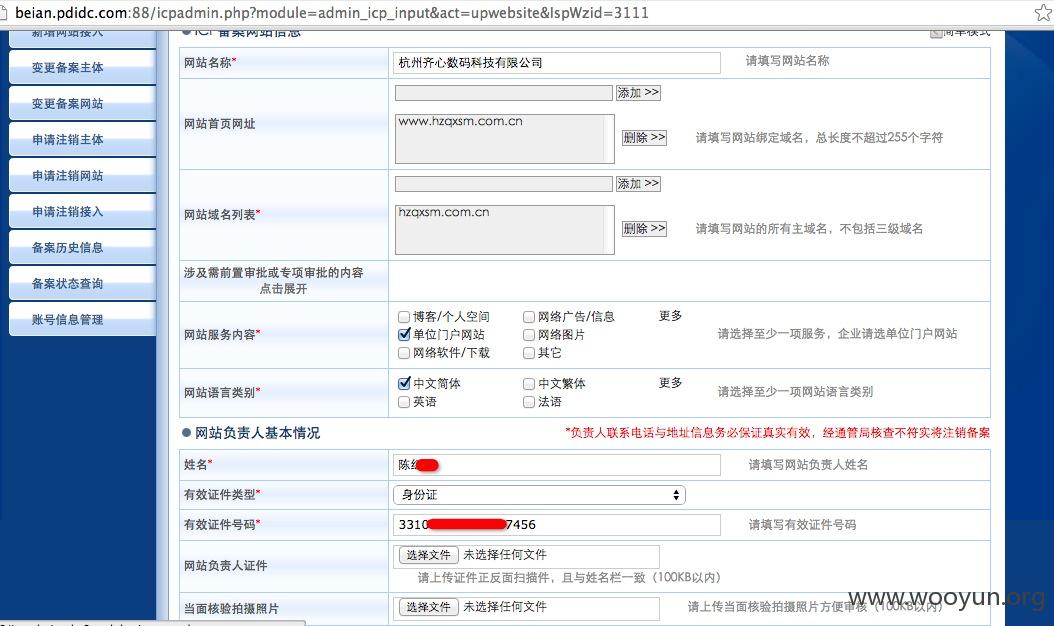 beian.pdidc.com:88/icpadmin.php?module=admin_icp_input&act=upwebsite&IspWzid=3111
新增网站接入
ICP备案网站信息
简单模式
变更备案主体
变更备案网站
申请注销主体
申请注销网站
申请注销接入
备案历史信息
备案状态查询
账号信息管理
网站名称*
杭州齐心数码科技有限公司
请填写网站名称
添加 >>
网站首页网址
www.hzqxsm.com.cn
删除 >>
请填写网站绑定域名，总长度不超过255个字符
添加 >>
网站域名列表*
hzqxsm.com.cn
删除 >>
请填写网站的所有主域名，不包括三级域名
涉及需前置审批或专项审批的内容
点击展开
网站服务内容*
博客/个人空间
网络广告/信息
更多
单位门户网站
网络图片
网络软件/下载
其它
请选择至少一项服务，企业请选单位门户网站
网站语言类别*
中文简体
中文繁体
更多
英语
法语
请选择至少一项网站语言类别
网站负责人基本情况
*负责人联系电话与地址信息务必保证真实有效，经通管局核查不符实将注销备案
姓名*
陈
请填写网站负责人姓名
有效证件类型*
身份证
有效证件号码*
3310
7456
请填写有效证件号码
网站负责人证件
选择文件 未选择任何文件
请上传证件正反面扫描件，且与姓名栏一致（100KB以内）
当面核验拍摄照片
选择文件 未选择任何文件
请上传当面核验拍摄照片方便审核（100KB以内）
www.wooyun.org